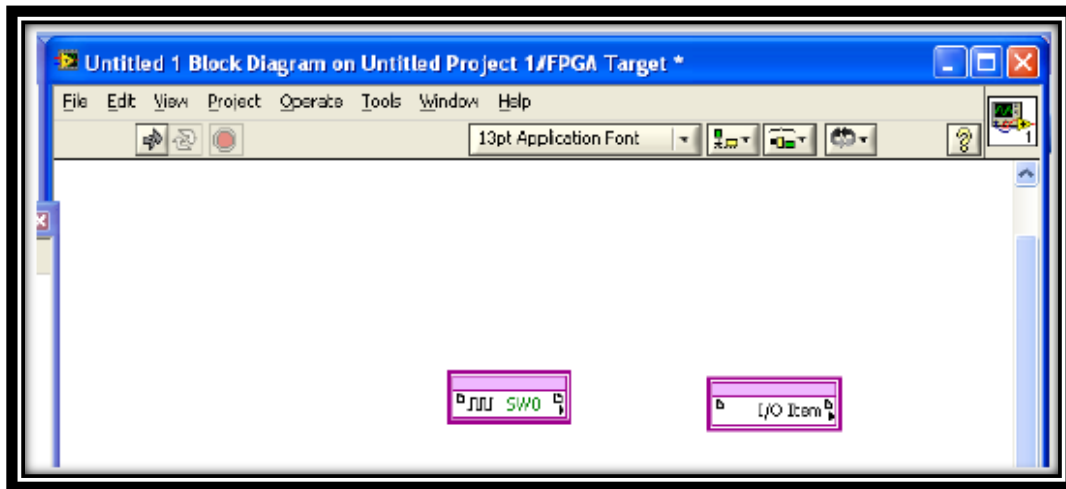 Untitled 1 Block Diagram on Untitled Project 1/FPGA Target *
File Edit View Project Operate Tools Window Help
13pt Application Font
1
SW0
I/O Item